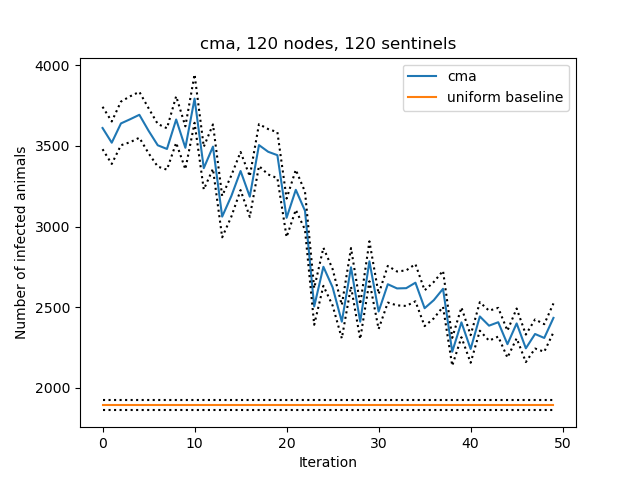 cma, 120 nodes, 120 sentinels
cma
uniform baseline
Number of infected animals
4000
3500
3000
2500
2000
0 10 20 30 40 50
Iteration